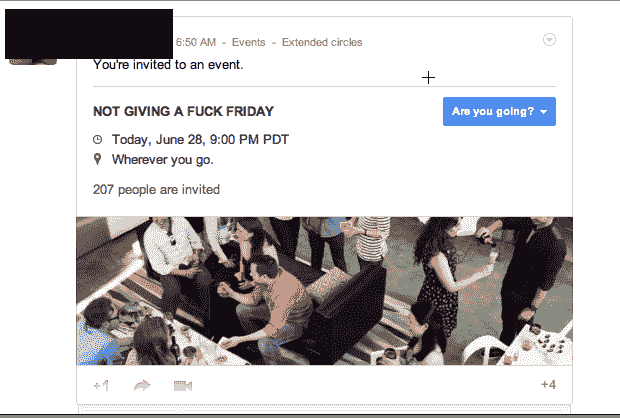 6:50 AM - Events - Extended circles
You're invited to an event.
NOT GIVING A FUCK FRIDAY
Are you going?
Today, June 28, 9:00 PM PDT
Wherever you go.
207 people are invited
+1
+4